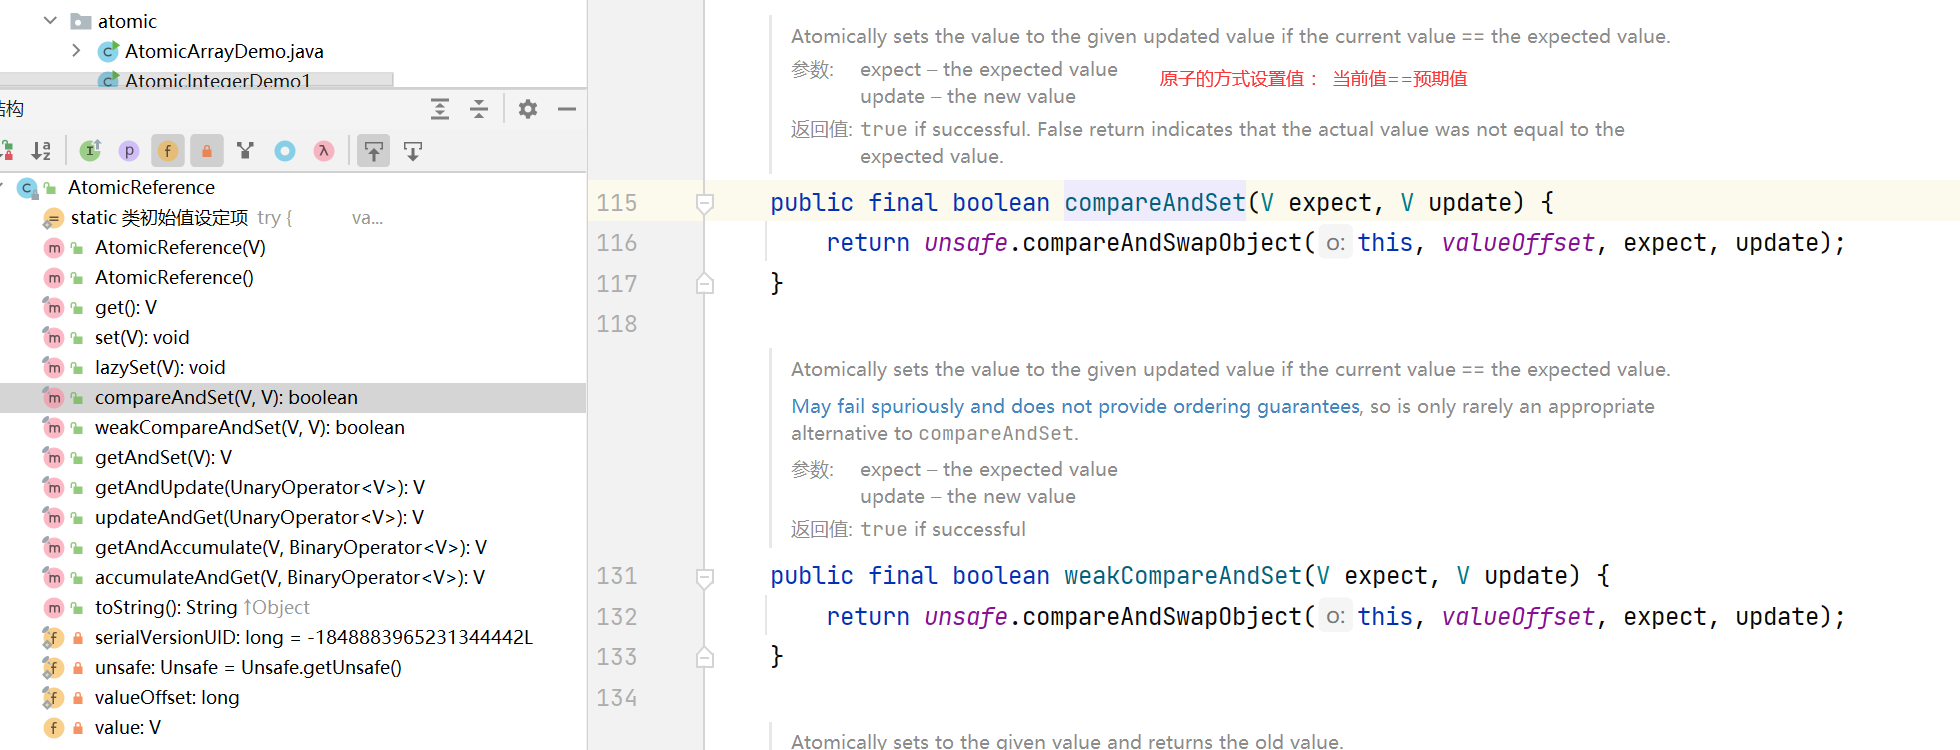 atomic
AtomicArrayDemo.java
AtomicIntegerDemo1
结构
AtomicReference
static 类初始值设定项 try { va...
AtomicReference(V)
AtomicReference()
get(): V
set(V): void
lazySet(V): void
compareAndSet(V, V): boolean
weakCompareAndSet(V, V): boolean
getAndSet(V): V
getAndUpdate(UnaryOperator<V>): V
updateAndGet(UnaryOperator<V>): V
getAndAccumulate(V, BinaryOperator<V>): V
accumulateAndGet(V, BinaryOperator<V>): V
toString(): String ↑Object
serialVersionUID: long = -1848883965231344442L
unsafe: Unsafe = Unsafe.getUnsafe()
valueOffset: long
value: V
Atomically sets the value to the given updated value if the current value == the expected value.
参数: expect – the expected value
原子的方式设置值： 当前值==预期值
update – the new value
返回值: true if successful. False return indicates that the actual value was not equal to the
expected value.
115 public final boolean compareAndSet(V expect, V update) {
116 return unsafe.compareAndSwapObject( o: this, valueOffset, expect, update);
117 }
118
Atomically sets the value to the given updated value if the current value == the expected value.
May fail spuriously and does not provide ordering guarantees, so is only rarely an appropriate
alternative to compareAndSet.
参数: expect – the expected value
update – the new value
返回值: true if successful
131 public final boolean weakCompareAndSet(V expect, V update) {
132 return unsafe.compareAndSwapObject( o: this, valueOffset, expect, update);
133 }
134
Atomically sets to the given value and returns the old value.